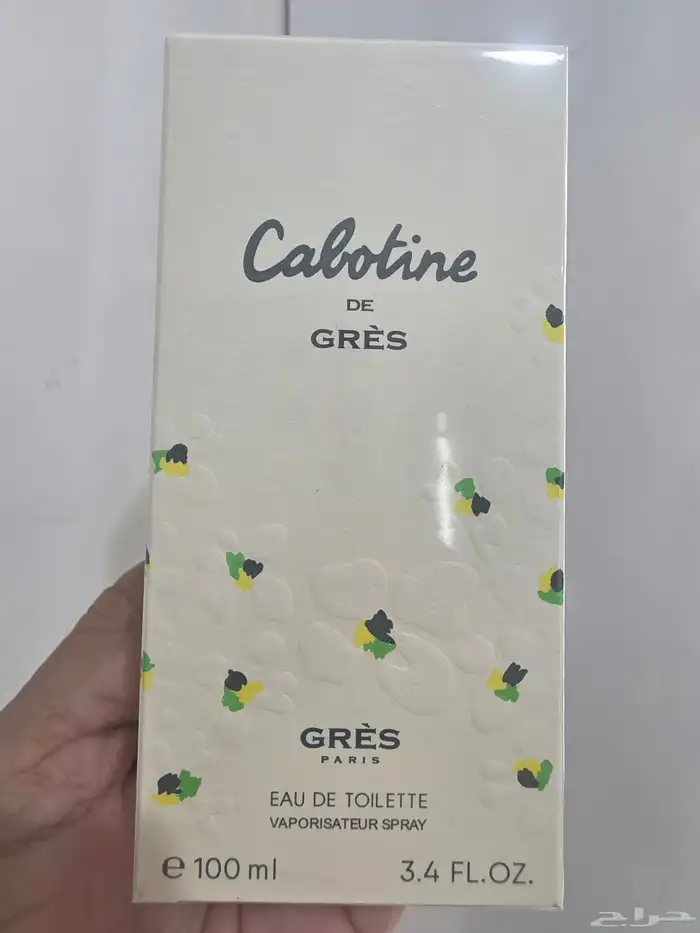 Cabotine
DE
GRÈS
GRÈS
PARIS
EAU DE TOILETTE
VAPORISATEUR SPRAY
℮ 100 ml 3.4 FL.OZ.
حراج